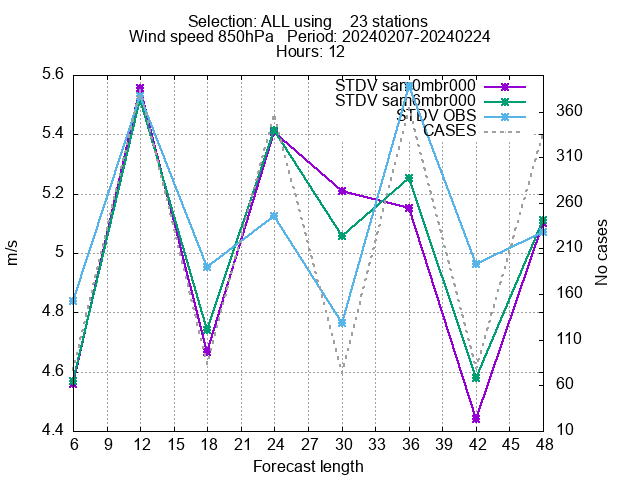 Selection: ALL using    23 stations
Wind speed 850hPa   Period: 20240207-20240224
Hours: 12
STDV sam0mbr000
STDV sam6mbr000
STDV OBS
CASES
5.6
5.4
5.2
5
4.8
4.6
4.4
360
310
260
210
160
110
60
10
m/s
No cases
6 9 12 15 18 21 24 27 30 33 36 39 42 45 48
Forecast length